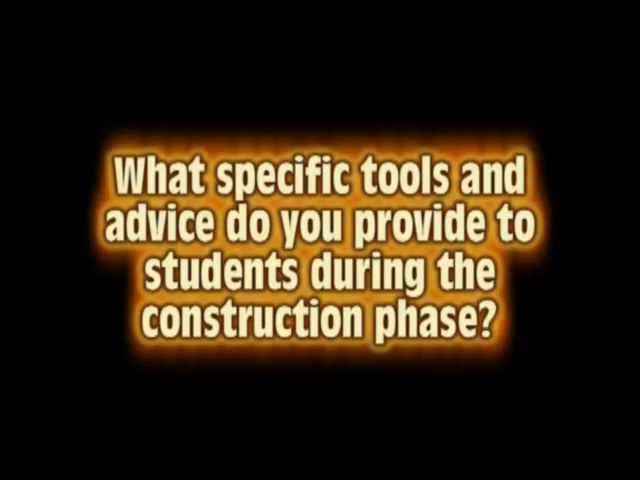 What specific tools and
advice do you provide to
students during the
construction phase?